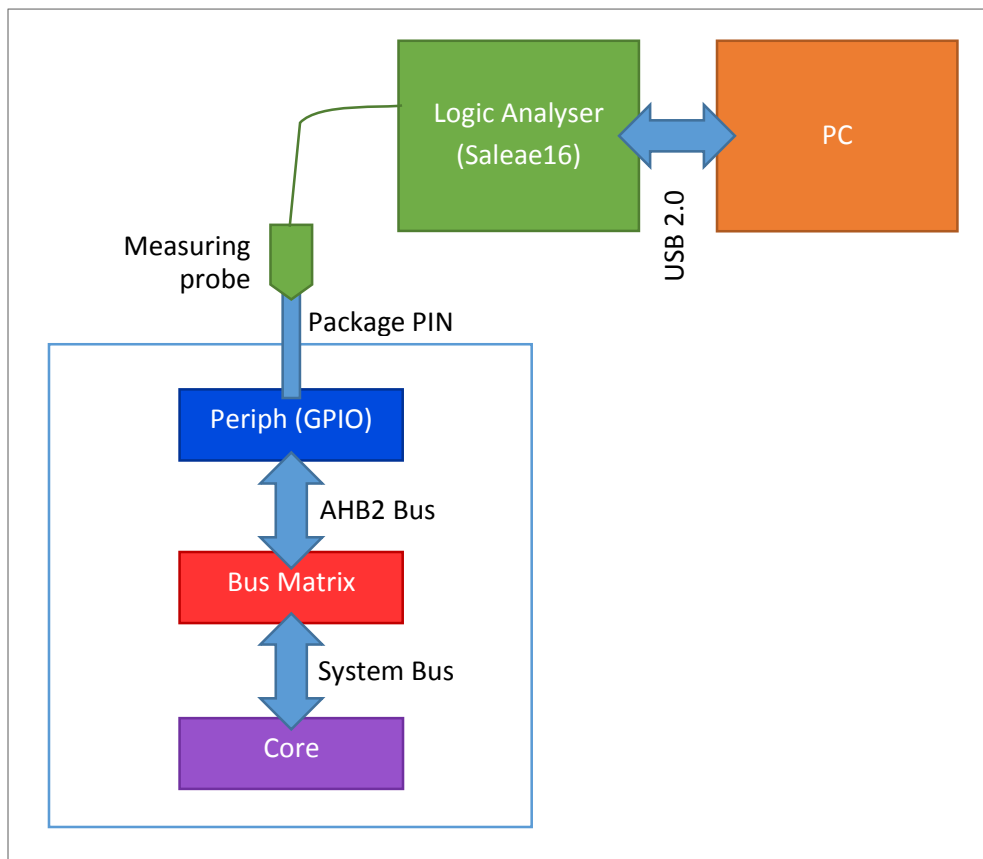 Logic Analyser
(Saleae16)
PC
USB 2.0
Measuring
probe
Package PIN
Periph (GPIO)
AHB2 Bus
Bus Matrix
System Bus
Core